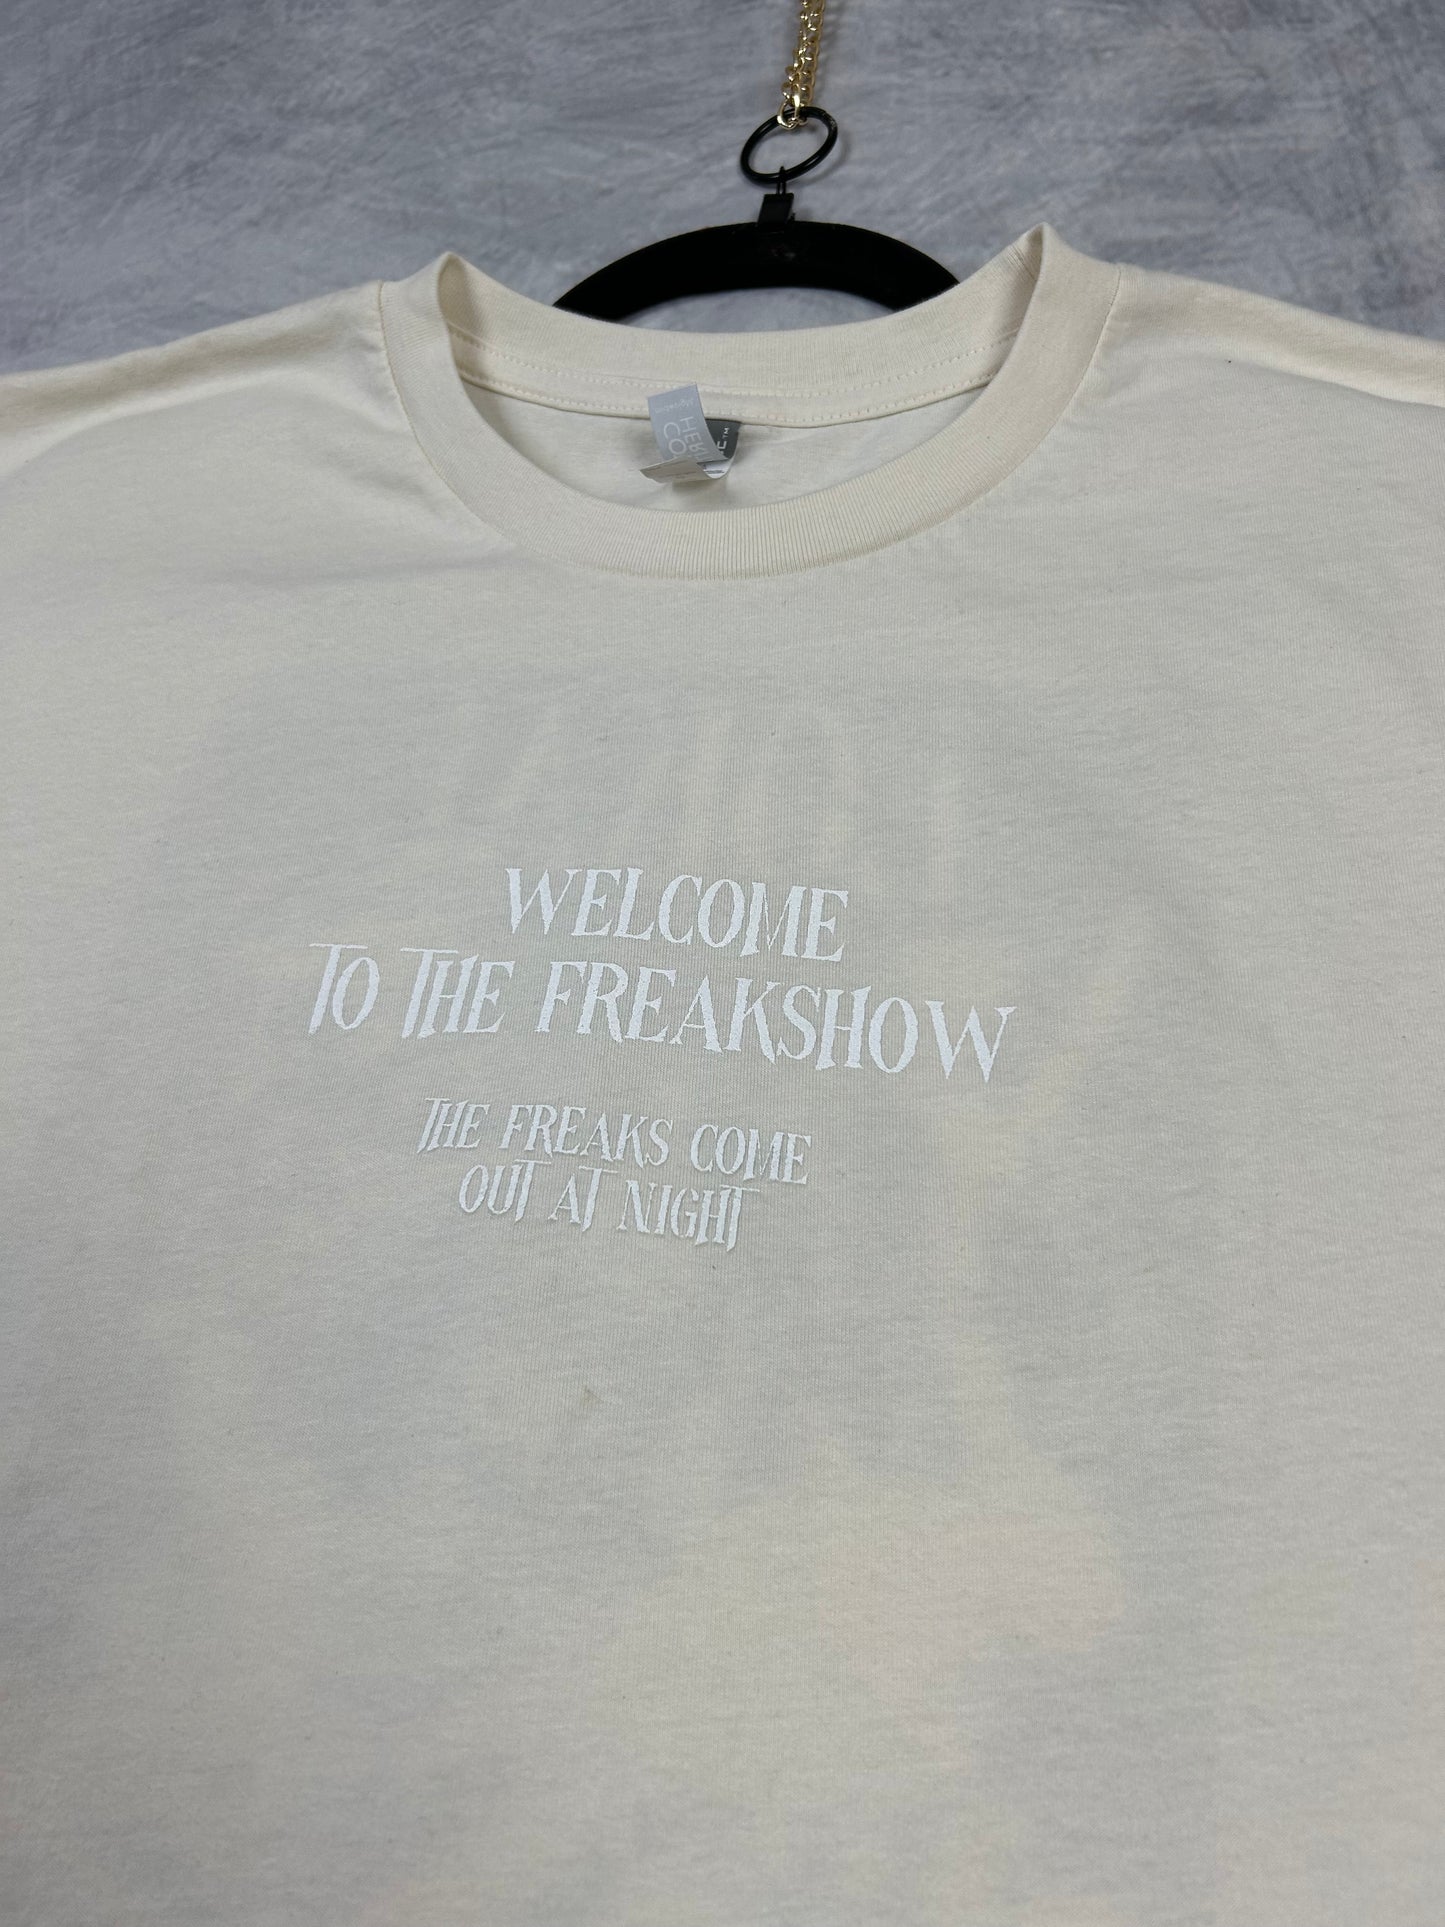 WELCOME
TO THE FREAKSHOW
THE FREAKS COME
OUT AT NIGHT